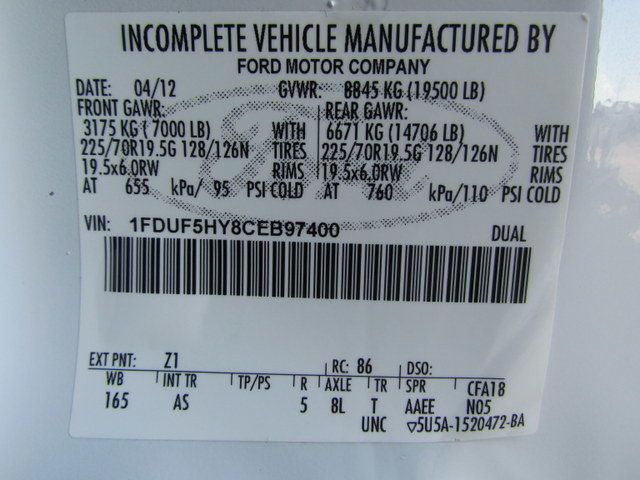 INCOMPLETE VEHICLE MANUFACTURED BY
FORD MOTOR COMPANY
DATE: 04/12 GVWR: 8845 KG (19500 LB)
FRONT GAWR: REAR GAWR:
3175 KG ( 7000 LB) WITH 6671 KG (14706 LB) WITH
225/70R19.5G 128/126N TIRES 225/70R19.5G 128/126N TIRES
19.5x6.0RW RIMS 19.5x6.0RW RIMS
AT 655 kPa/ 95 PSI COLD AT 760 kPa/110 PSI COLD
VIN: 1FDUF5HY8CEB97400 DUAL
EXT PNT: Z1 RC: 86 DSO:
WB INT TR TP/PS R AXLE TR SPR CFA18
165 AS 5 8L T AAEE N05
UNC ▽5U5A-1520472-BA